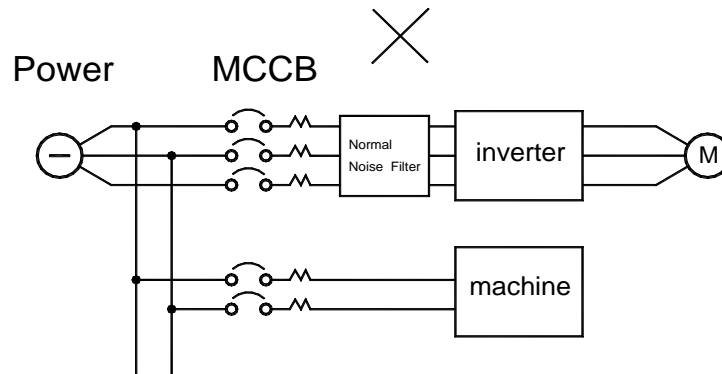 Power
MCCB
Normal
Noise Filter
inverter
M
machine